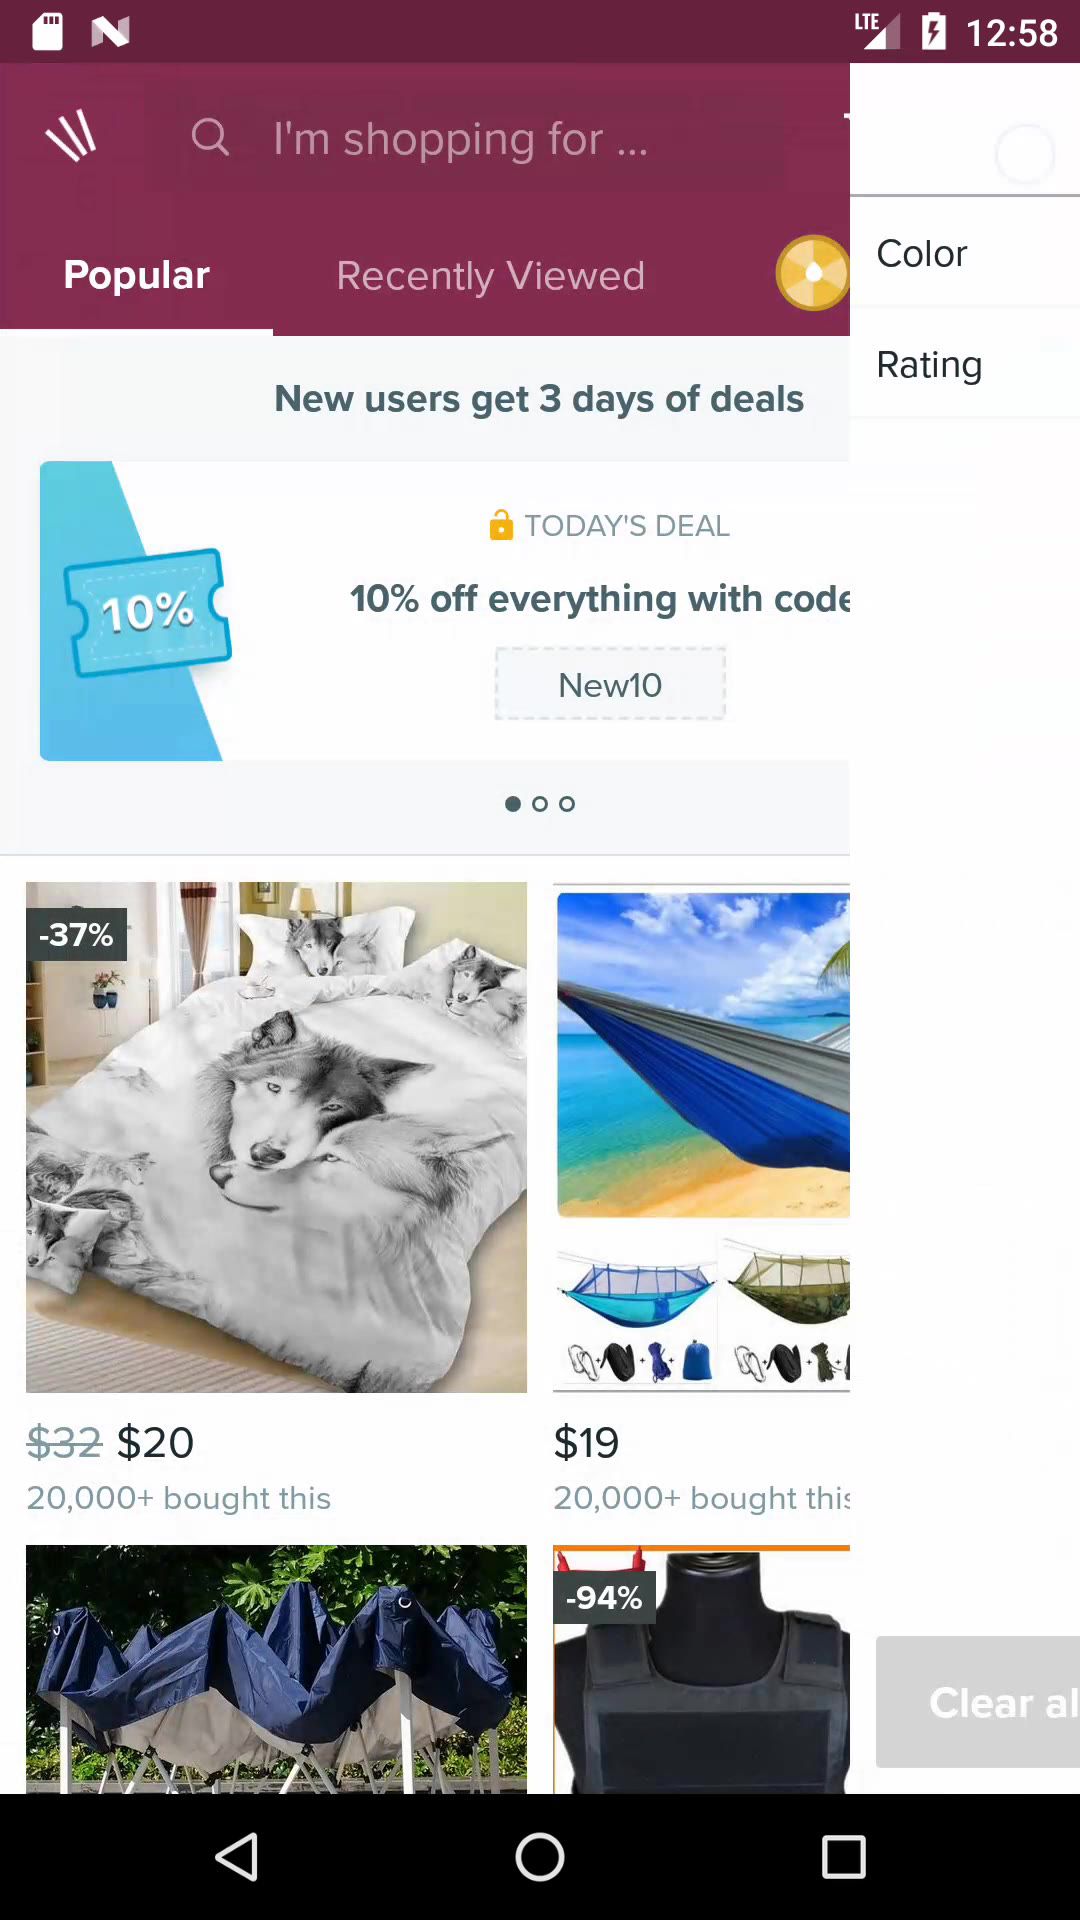 LTE 12:58
I'm shopping for ...
Popular
Recently Viewed
Color
Rating
New users get 3 days of deals
TODAY'S DEAL
10%
10% off everything with code
New10
-37%
$32 $20
20,000+ bought this
$19
20,000+ bought this
-94%
Clear al